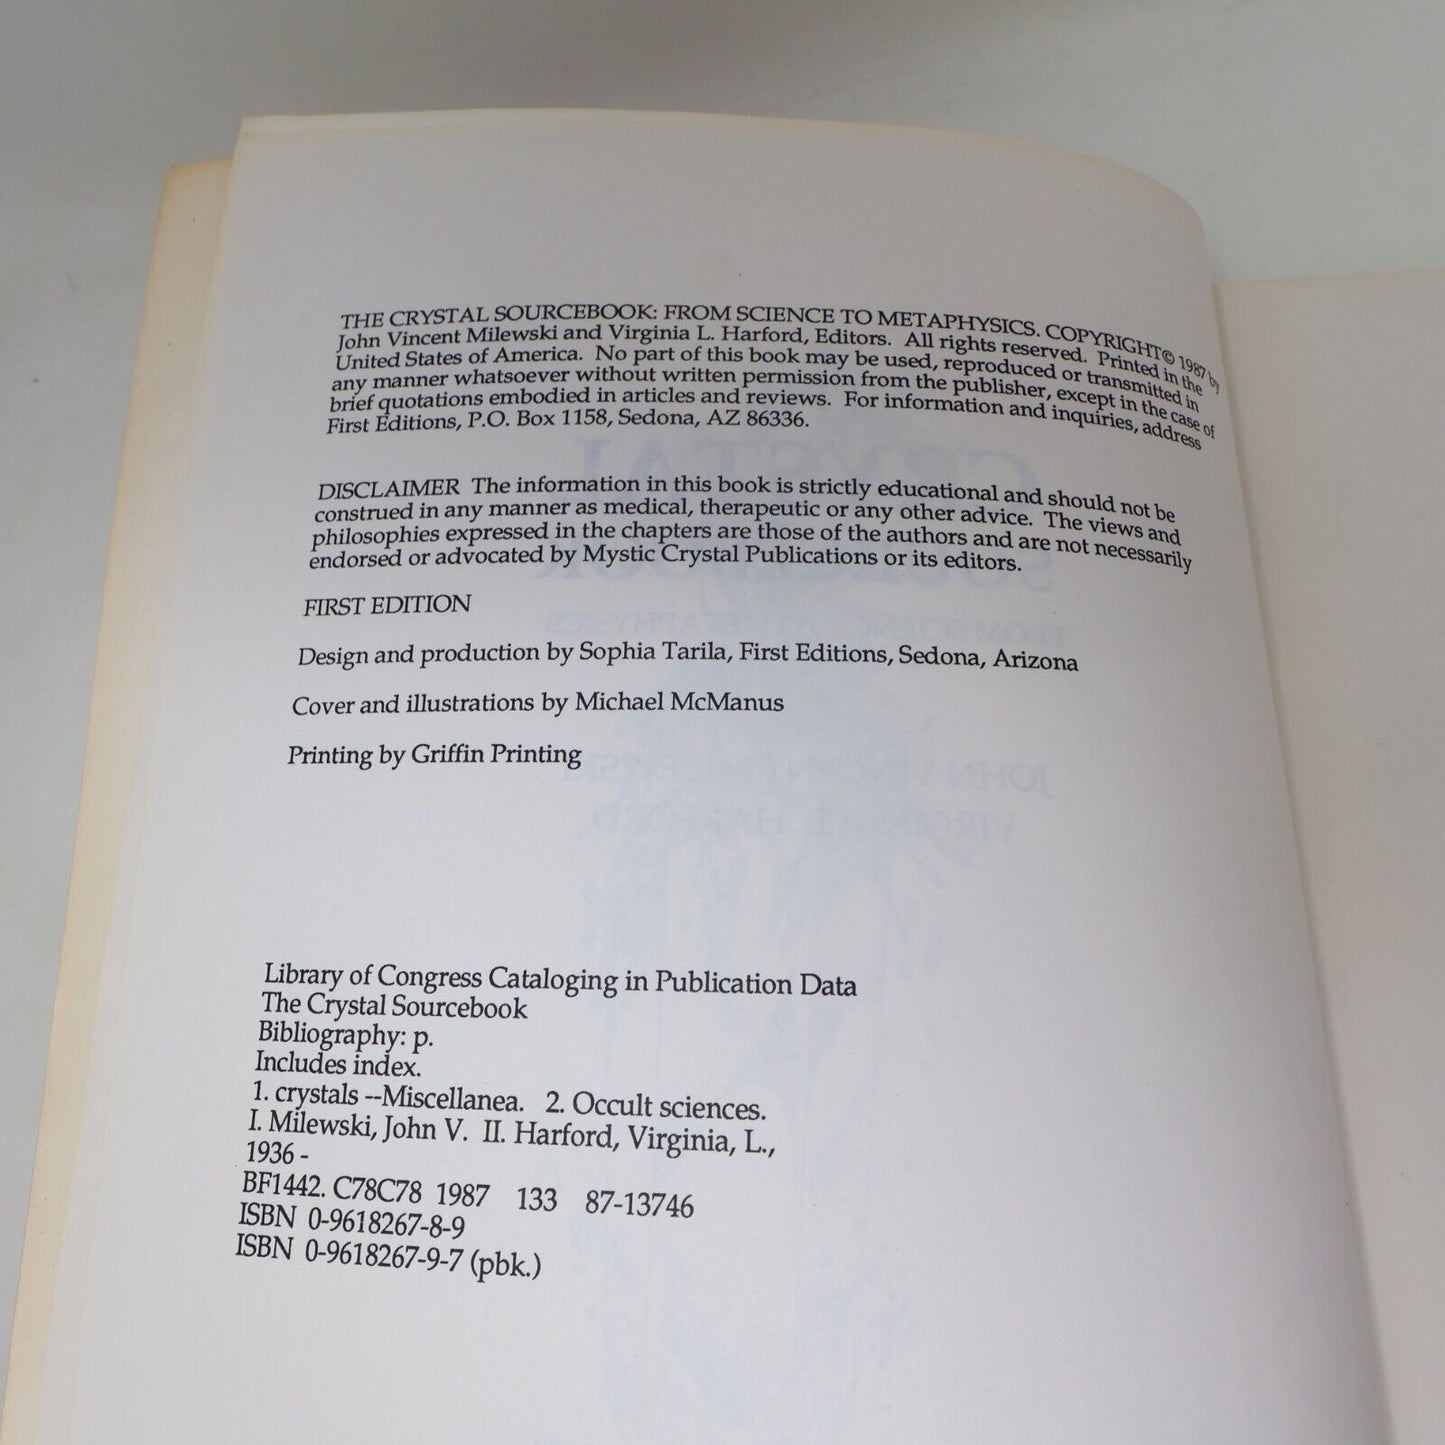 THE CRYSTAL SOURCEBOOK: FROM SCIENCE TO METAPHYSICS. COPYRIGHT© 1987 by
John Vincent Milewski and Virginia L. Harford, Editors. All rights reserved. Printed in the
United States of America. No part of this book may be used, reproduced or transmitted in
any manner whatsoever without written permission from the publisher, except in the case of
brief quotations embodied in articles and reviews. For information and inquiries, address
First Editions, P.O. Box 1158, Sedona, AZ 86336.
DISCLAIMER The information in this book is strictly educational and should not be
construed in any manner as medical, therapeutic or any other advice. The views and
philosophies expressed in the chapters are those of the authors and are not necessarily
endorsed or advocated by Mystic Crystal Publications or its editors.
FIRST EDITION
Design and production by Sophia Tarila, First Editions, Sedona, Arizona
Cover and illustrations by Michael McManus
Printing by Griffin Printing
Library of Congress Cataloging in Publication Data
The Crystal Sourcebook
Bibliography: p.
Includes index.
1. crystals --Miscellanea. 2. Occult sciences.
I. Milewski, John V. II. Harford, Virginia, L.,
1936 -
BF1442. C78C78 1987 133 87-13746
ISBN 0-9618267-8-9
ISBN 0-9618267-9-7 (pbk.)